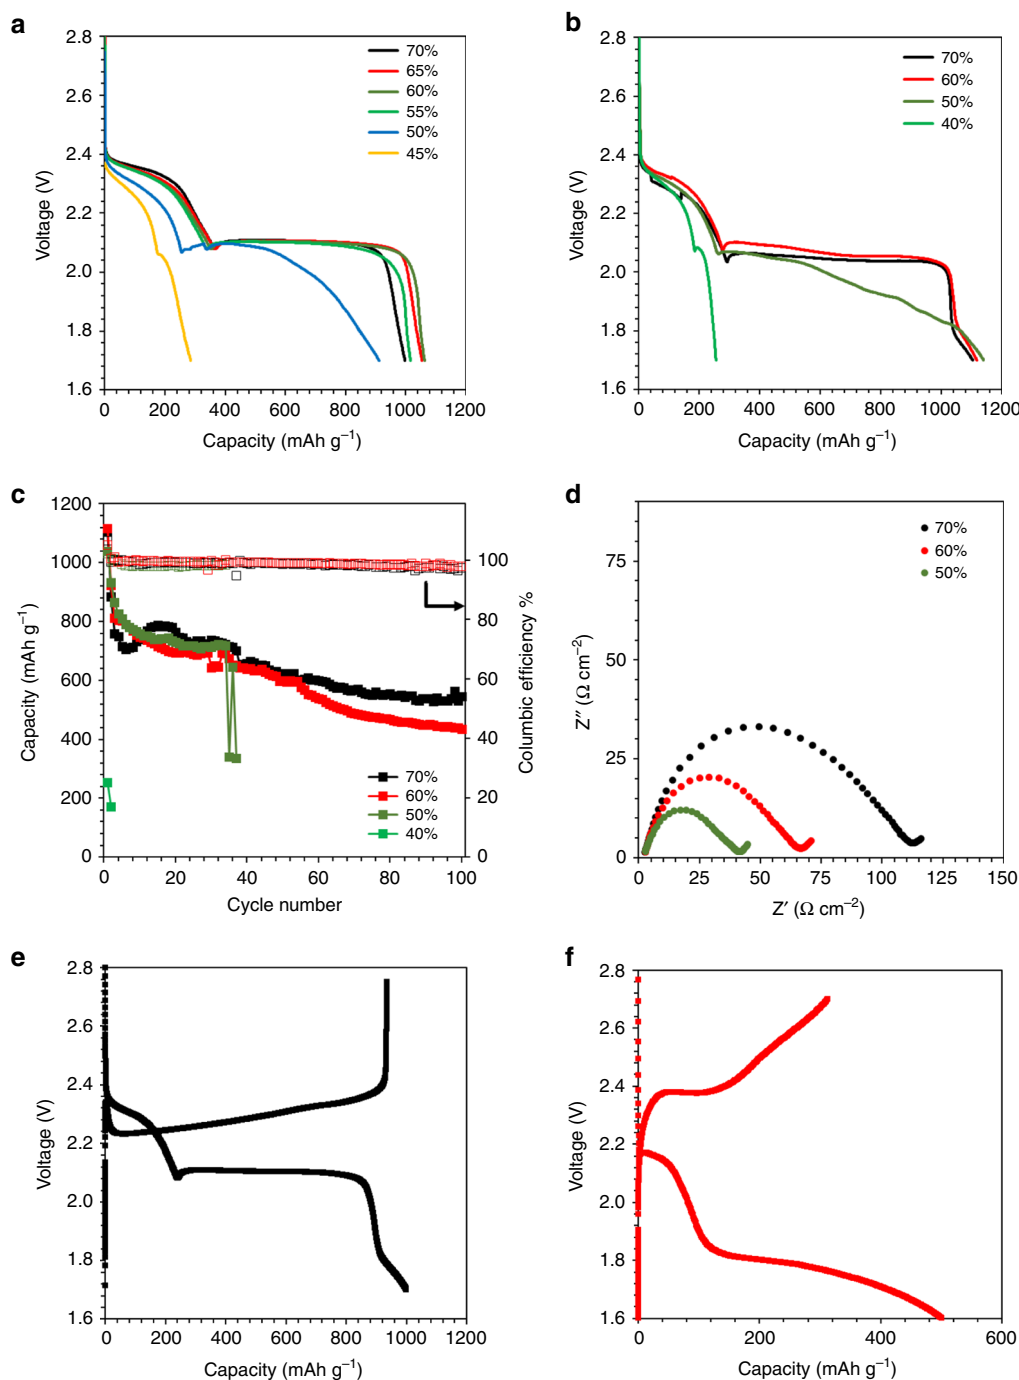 a
2.8
2.6
2.4
2.2
2.0
1.8
1.6
Voltage (V)
70%
65%
60%
55%
50%
45%
0 200 400 600 800 1000 1200
Capacity (mAh g⁻¹)
b
2.8
2.6
2.4
2.2
2.0
1.8
1.6
Voltage (V)
70%
60%
50%
40%
0 200 400 600 800 1000 1200
Capacity (mAh g⁻¹)
c
1200
1000
800
600
400
200
0
Capacity (mAh g⁻¹)
100
80
60
40
20
0
Columbic efficiency %
70%
60%
50%
40%
0 20 40 60 80 100
Cycle number
d
75
50
25
0
Z″ (Ω cm⁻²)
70%
60%
50%
0 25 50 75 100 125 150
Z′ (Ω cm⁻²)
e
2.8
2.6
2.4
2.2
2.0
1.8
1.6
Voltage (V)
0 200 400 600 800 1000 1200
Capacity (mAh g⁻¹)
f
2.8
2.6
2.4
2.2
2.0
1.8
1.6
Voltage (V)
0 200 400 600
Capacity (mAh g⁻¹)